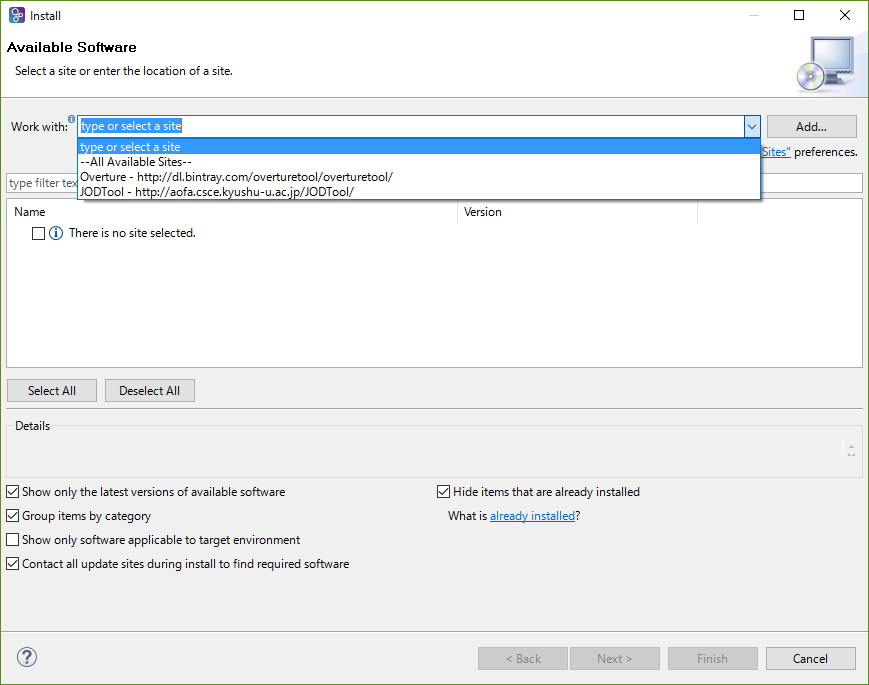 Install
Available Software
Select a site or enter the location of a site.
Work with:
type or select a site
Add...
type or select a site
--All Available Sites--
Overture - http://dl.bintray.com/overturetool/overturetool/
JODTool - http://aofa.csce.kyushu-u.ac.jp/JODTool/
Sites" preferences.
type filter tex
Name Version
There is no site selected.
Select All Deselect All
Details
Show only the latest versions of available software
Hide items that are already installed
Group items by category
What is already installed?
Show only software applicable to target environment
Contact all update sites during install to find required software
?
< Back Next > Finish Cancel